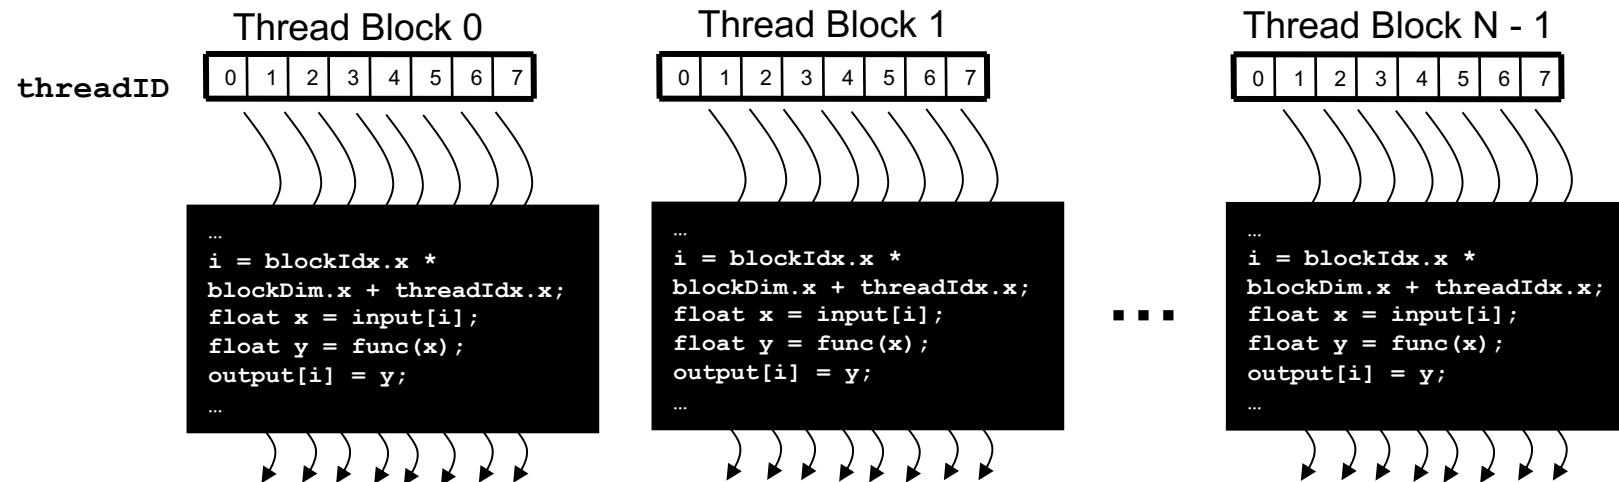 Thread Block 0
Thread Block 1
Thread Block N - 1
threadID
0 1 2 3 4 5 6 7
0 1 2 3 4 5 6 7
0 1 2 3 4 5 6 7
…
i = blockIdx.x *
blockDim.x + threadIdx.x;
float x = input[i];
float y = func(x);
output[i] = y;
…
…
i = blockIdx.x *
blockDim.x + threadIdx.x;
float x = input[i];
float y = func(x);
output[i] = y;
…
...
…
i = blockIdx.x *
blockDim.x + threadIdx.x;
float x = input[i];
float y = func(x);
output[i] = y;
…